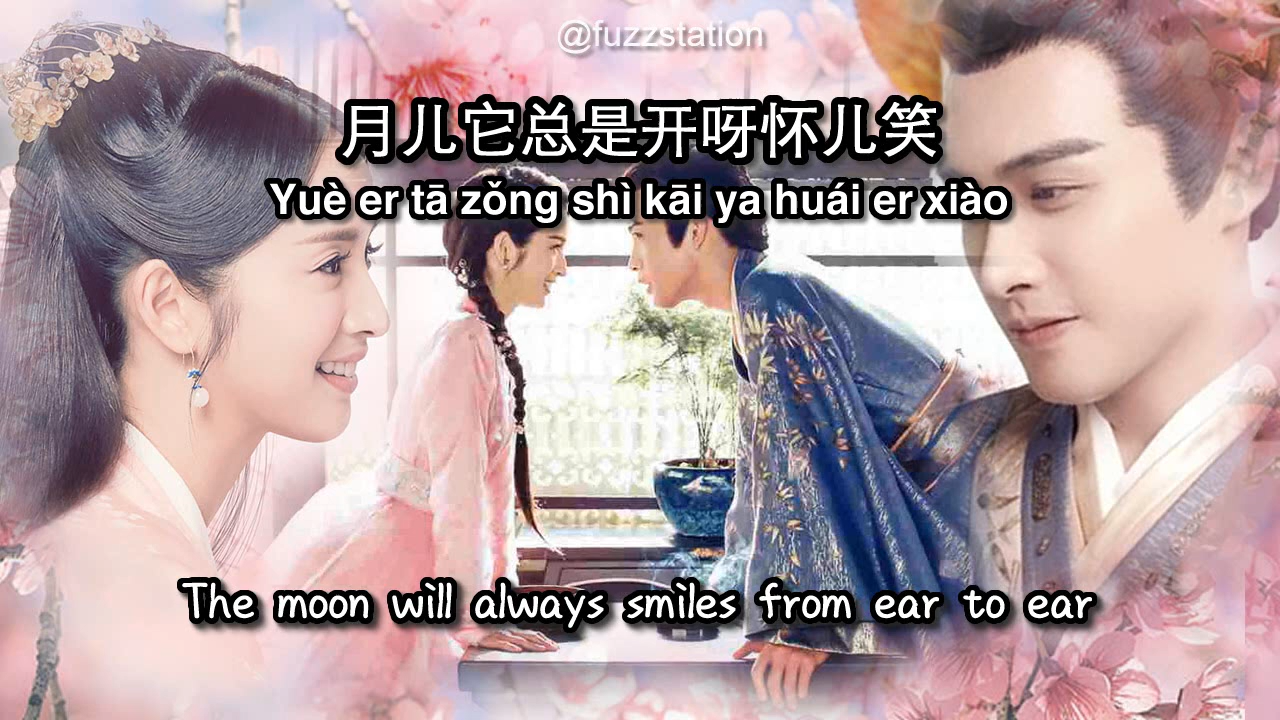 @fuzzstation
月儿它总是开呀怀儿笑
Yuè er tā zǒng shì kāi ya huái er xiào
The moon will always smiles from ear to ear